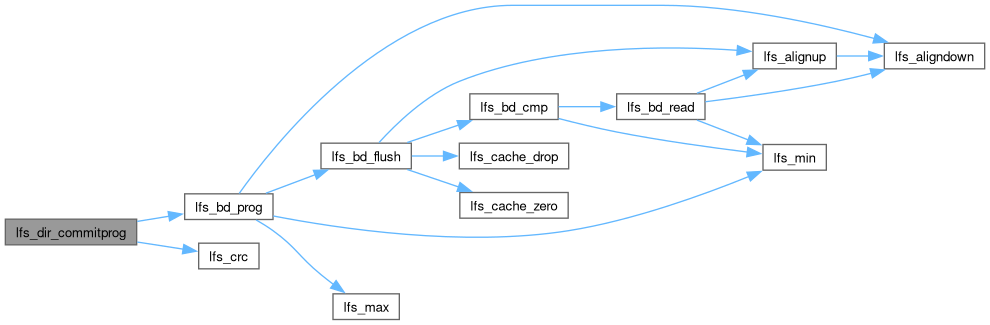 lfs_dir_commitprog
lfs_bd_prog
lfs_crc
lfs_bd_flush
lfs_max
lfs_bd_cmp
lfs_cache_drop
lfs_cache_zero
lfs_bd_read
lfs_alignup
lfs_min
lfs_aligndown